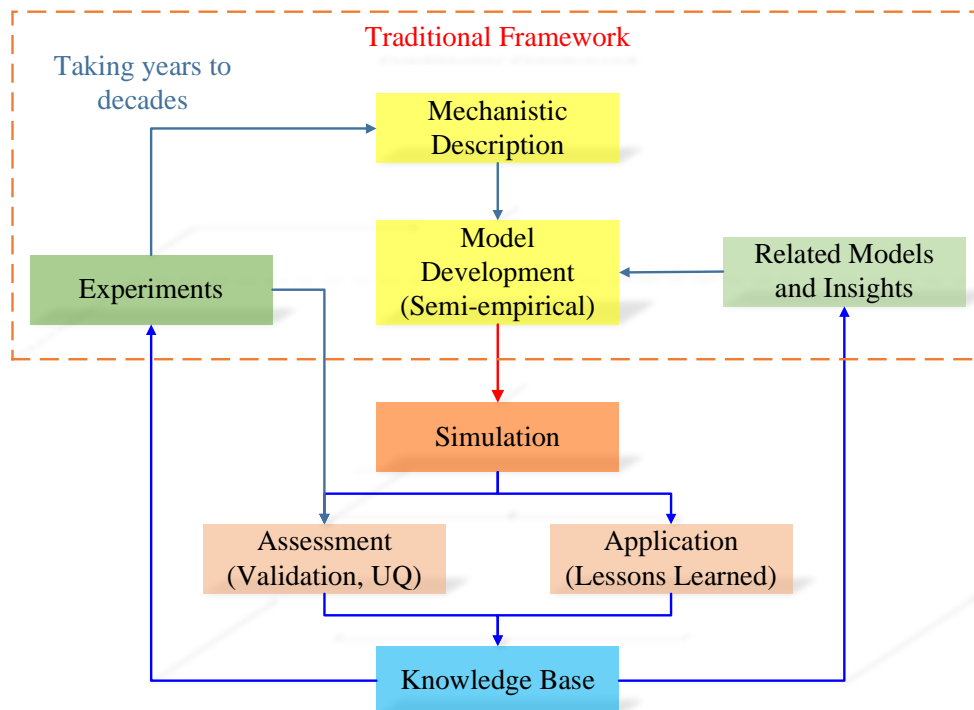 Traditional Framework
Taking years to
decades
Mechanistic
Description
Model
Development
(Semi-empirical)
Experiments
Related Models
and Insights
Simulation
Assessment
(Validation, UQ)
Application
(Lessons Learned)
Knowledge Base